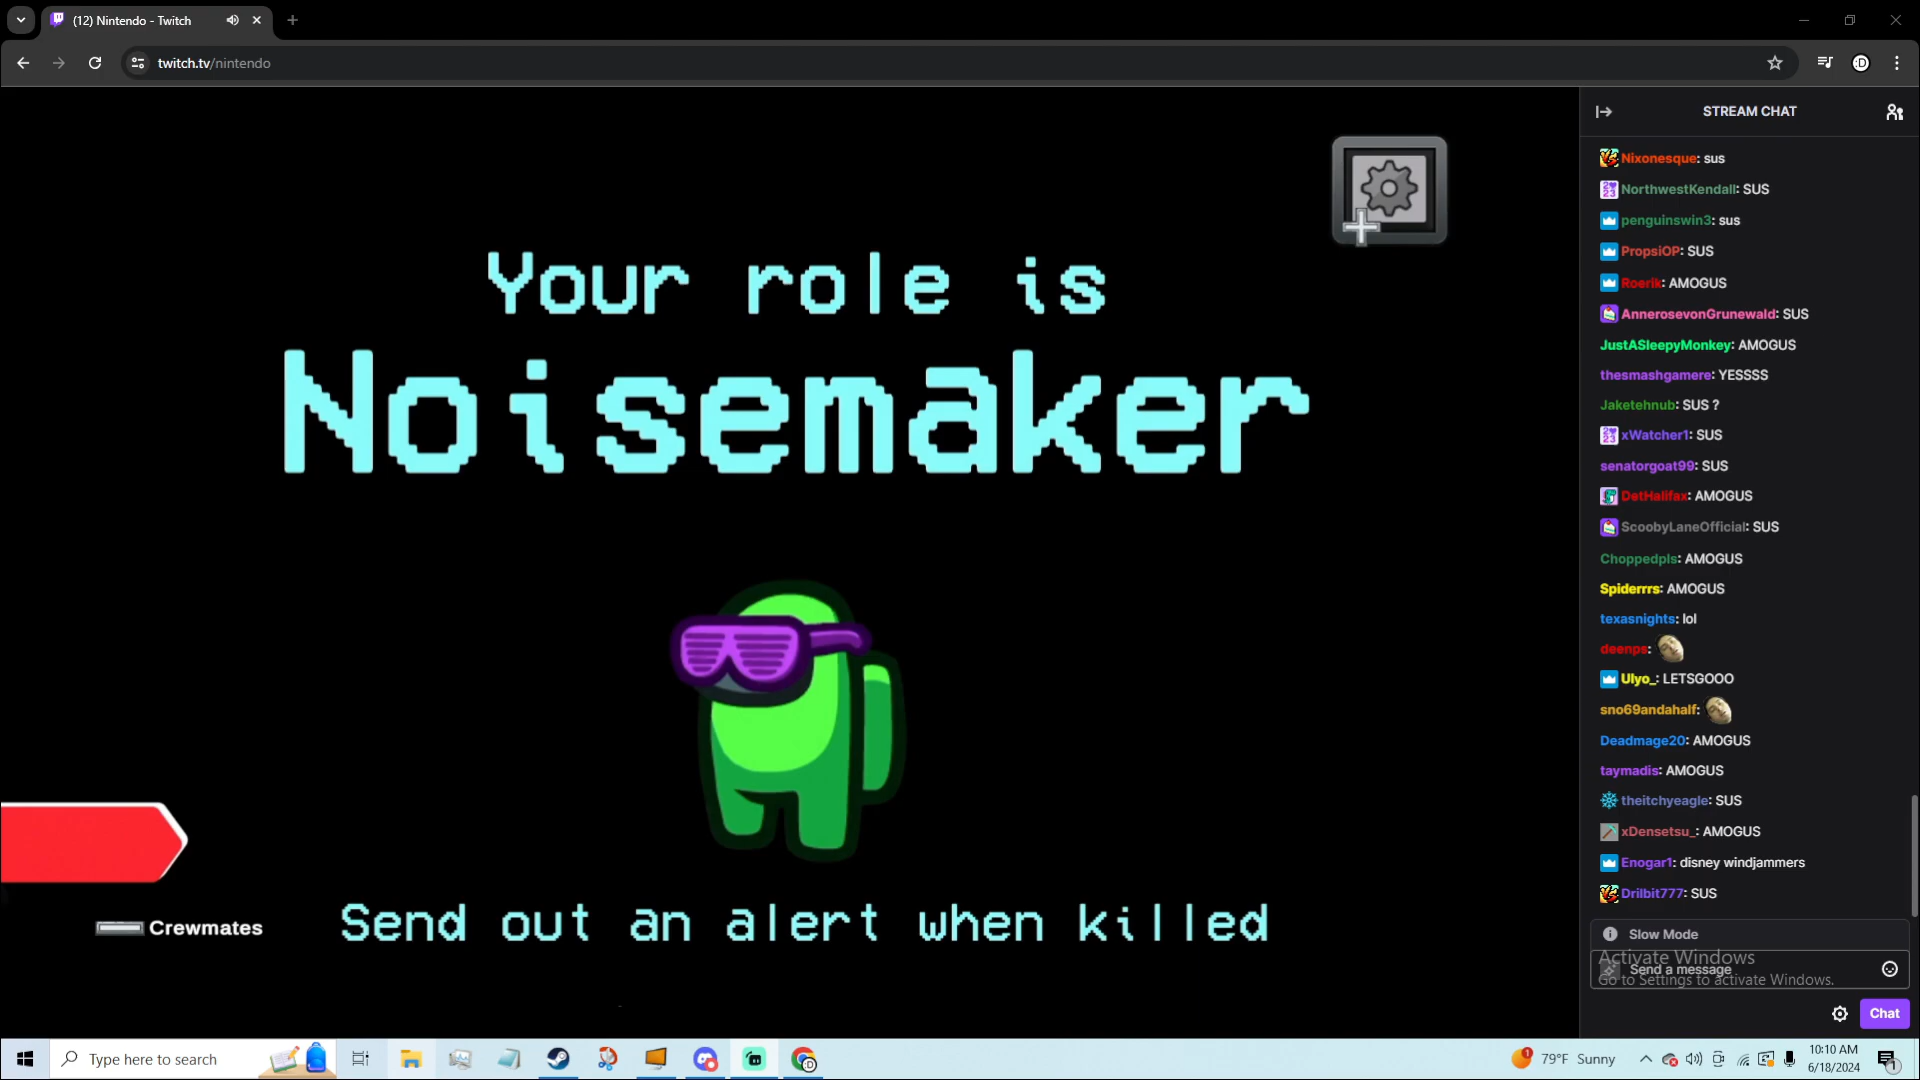 (12) Nintendo - Twitch
twitch.tv/nintendo
STREAM CHAT
Nixonesque: sus
NorthwestKendall: SUS
penguinswin3: sus
PropsiOP: SUS
Roerik: AMOGUS
AnnerosevonGrunewald: SUS
JustASleepyMonkey: AMOGUS
thesmashgamere: YESSSS
Jaketehnub: SUS ?
xWatcher1: SUS
senatorgoat99: SUS
DetHalifax: AMOGUS
ScoobyLaneOfficial: SUS
Choppedpls: AMOGUS
Spiderrrs: AMOGUS
texasnights: lol
deenps:
Ulyo_: LETSGOOO
sno69andahalf:
Deadmage20: AMOGUS
taymadis: AMOGUS
theitchyeagle: SUS
xDensetsu_: AMOGUS
Enogar1: disney windjammers
Drilbit777: SUS
Slow Mode
Activate Windows
Send a message
Go to Settings to activate Windows.
Chat
Your role is
Noisemaker
Send out an alert when killed
Crewmates
Type here to search
79°F Sunny
10:10 AM
6/18/2024